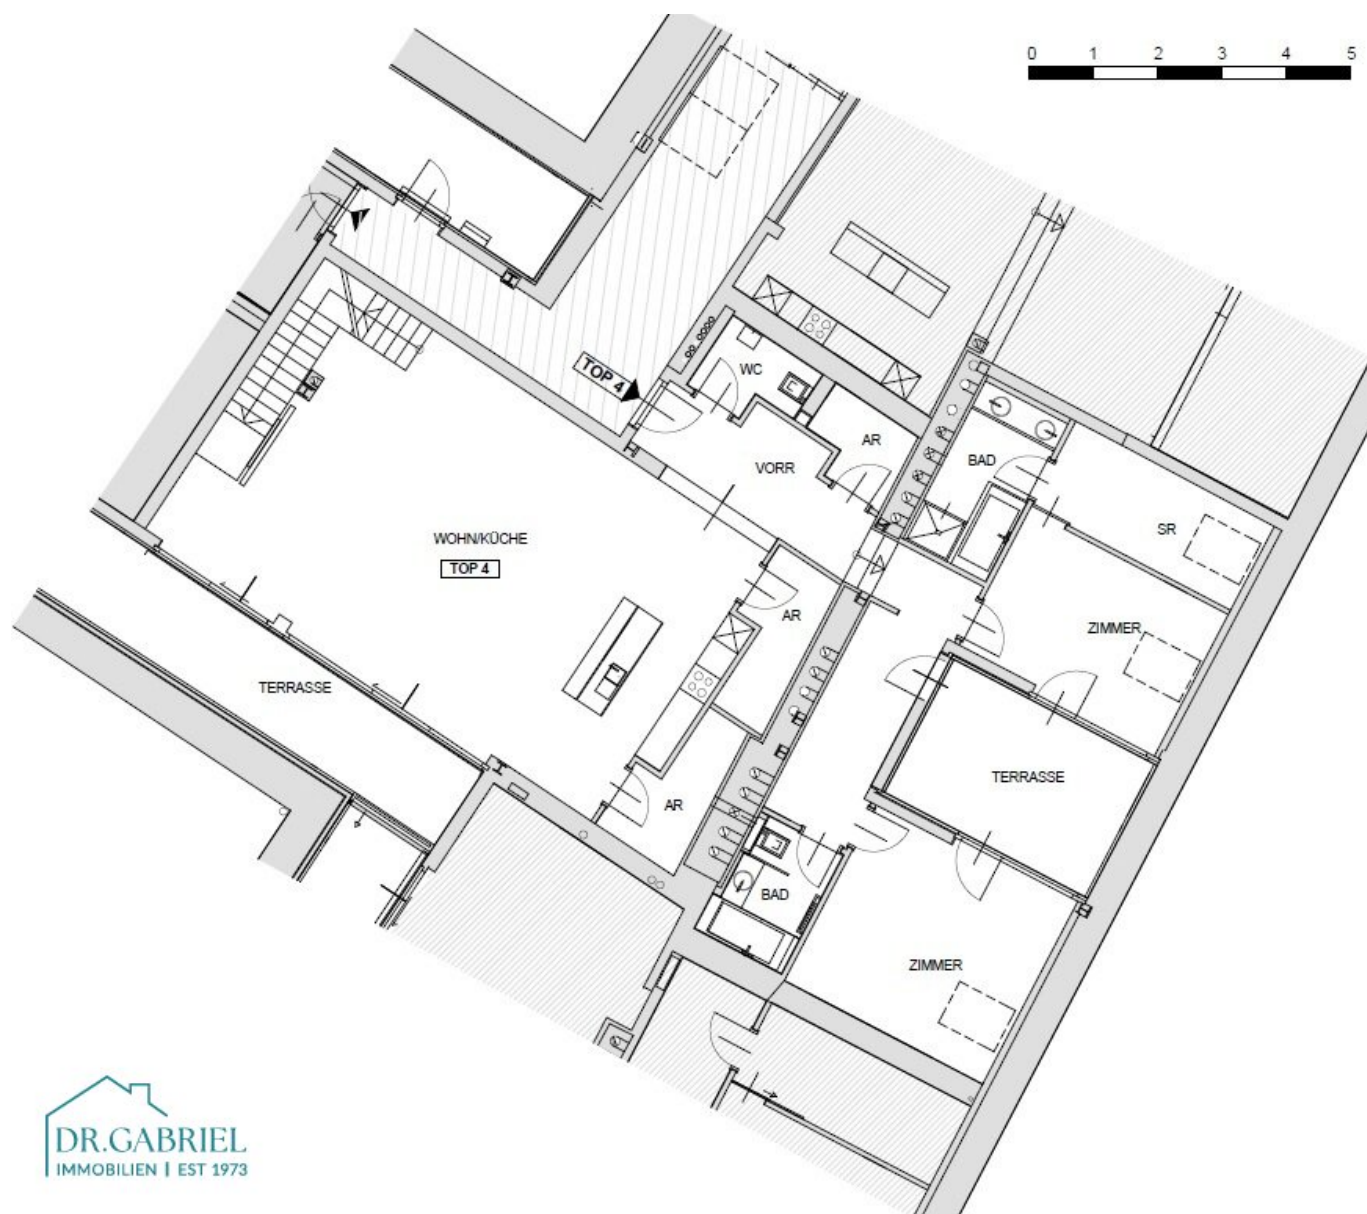 0 1 2 3 4 5
TOP 4
WC
AR
VORR
BAD
SR
WOHN/KÜCHE
TOP 4
AR
ZIMMER
TERRASSE
TERRASSE
AR
BAD
ZIMMER
DR.GABRIEL
IMMOBILIEN | EST 1973